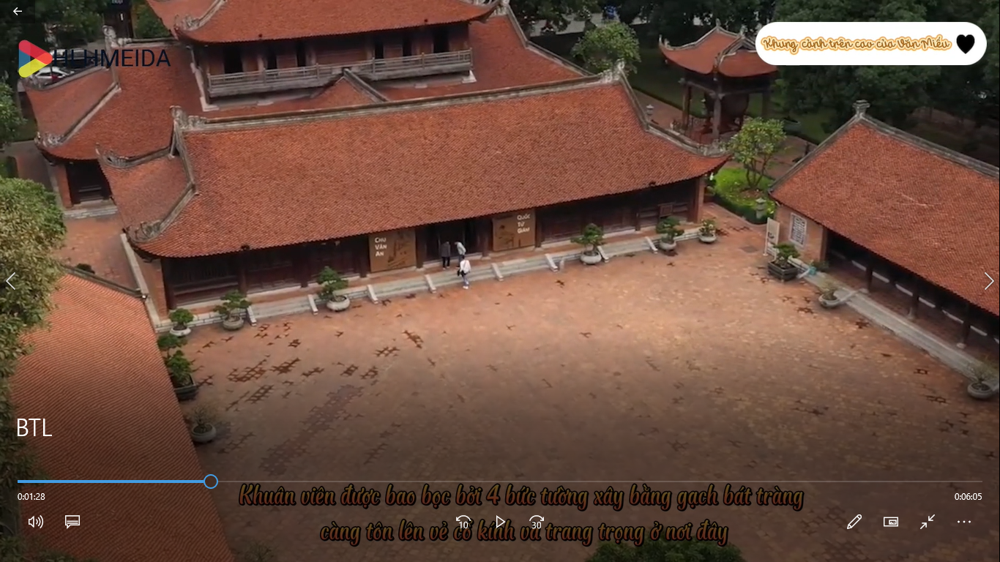 HLHMEIDA
Khung cảnh trên cao của Văn Miếu
CHU
VĂN
AN
QUỐC
TỬ
GIÁM
BTL
0:01:28
0:06:05
Khuân viên được bao bọc bởi 4 bức tường xây bằng gạch bát tràng
càng tôn lên vẻ cổ kính và trang trọng ở nơi đây
10
30